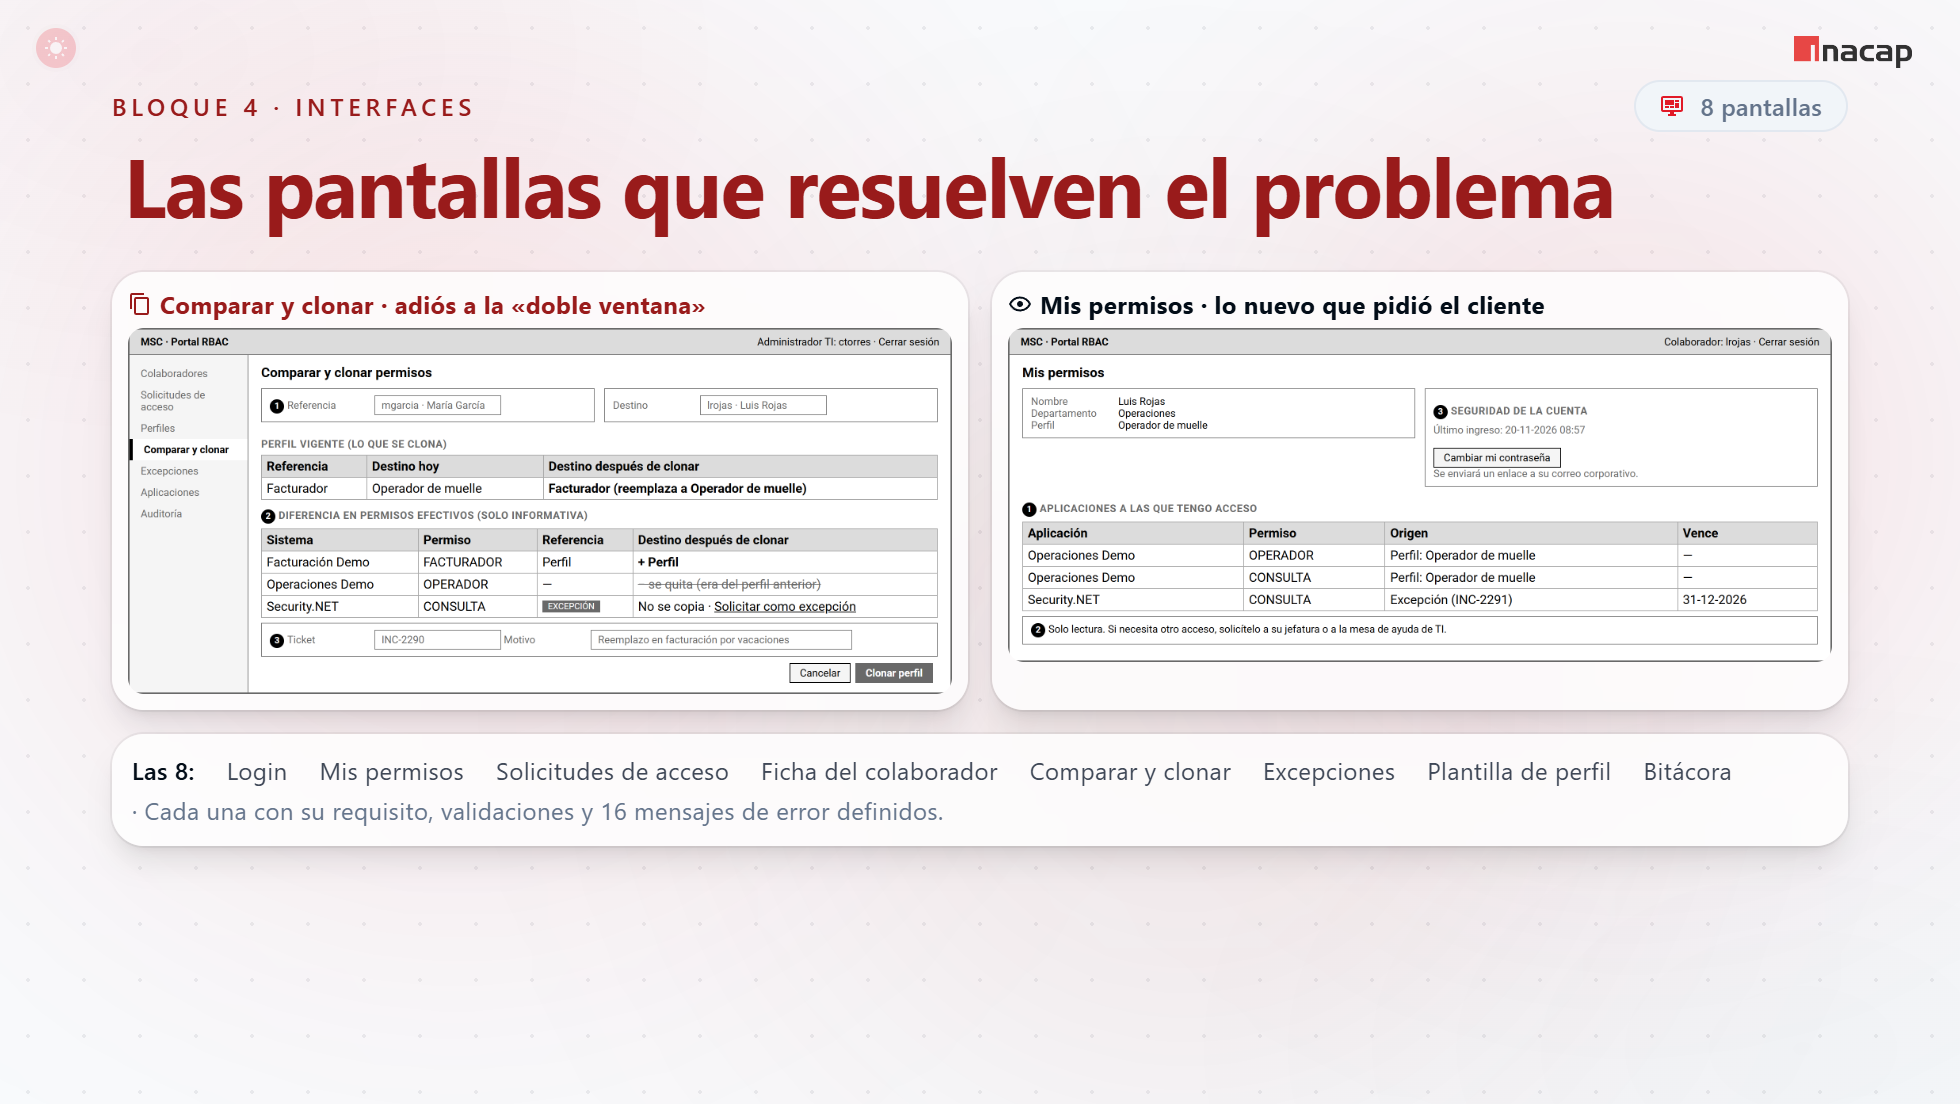 inacap
BLOQUE 4 · INTERFACES
8 pantallas
Las pantallas que resuelven el problema
Comparar y clonar · adiós a la «doble ventana»
MSC · Portal RBAC
Administrador TI: ctorres · Cerrar sesión
Colaboradores
Solicitudes de
acceso
Perfiles
Comparar y clonar
Excepciones
Aplicaciones
Auditoría
Comparar y clonar permisos
1 Referencia mgarcia · María García
Destino lrojas · Luis Rojas
PERFIL VIGENTE (LO QUE SE CLONA)
Referencia Destino hoy Destino después de clonar
Facturador Operador de muelle Facturador (reemplaza a Operador de muelle)
2 DIFERENCIA EN PERMISOS EFECTIVOS (SOLO INFORMATIVA)
Sistema Permiso Referencia Destino después de clonar
Facturación Demo FACTURADOR Perfil + Perfil
Operaciones Demo OPERADOR — − se quita (era del perfil anterior)
Security.NET CONSULTA EXCEPCIÓN No se copia · Solicitar como excepción
3 Ticket INC-2290 Motivo Reemplazo en facturación por vacaciones
Cancelar Clonar perfil
Mis permisos · lo nuevo que pidió el cliente
MSC · Portal RBAC
Colaborador: lrojas · Cerrar sesión
Mis permisos
Nombre Luis Rojas
Departamento Operaciones
Perfil Operador de muelle
3 SEGURIDAD DE LA CUENTA
Último ingreso: 20-11-2026 08:57
Cambiar mi contraseña
Se enviará un enlace a su correo corporativo.
1 APLICACIONES A LAS QUE TENGO ACCESO
Aplicación Permiso Origen Vence
Operaciones Demo OPERADOR Perfil: Operador de muelle —
Operaciones Demo CONSULTA Perfil: Operador de muelle —
Security.NET CONSULTA Excepción (INC-2291) 31-12-2026
2 Solo lectura. Si necesita otro acceso, solicítelo a su jefatura o a la mesa de ayuda de TI.
Las 8: Login Mis permisos Solicitudes de acceso Ficha del colaborador Comparar y clonar Excepciones Plantilla de perfil Bitácora
· Cada una con su requisito, validaciones y 16 mensajes de error definidos.